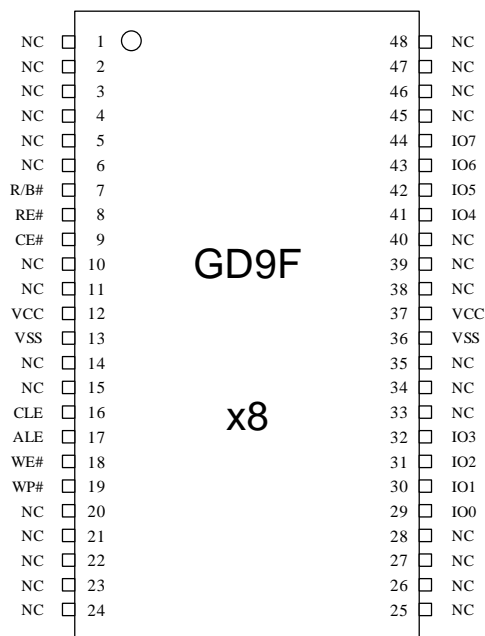 NC 1 48 NC
NC 2 47 NC
NC 3 46 NC
NC 4 45 NC
NC 5 44 IO7
NC 6 43 IO6
R/B# 7 42 IO5
RE# 8 41 IO4
CE# 9 40 NC
NC 10 39 NC
GD9F
NC 11 38 NC
VCC 12 37 VCC
VSS 13 36 VSS
NC 14 35 NC
NC 15 34 NC
CLE 16 33 NC
x8
ALE 17 32 IO3
WE# 18 31 IO2
WP# 19 30 IO1
NC 20 29 IO0
NC 21 28 NC
NC 22 27 NC
NC 23 26 NC
NC 24 25 NC